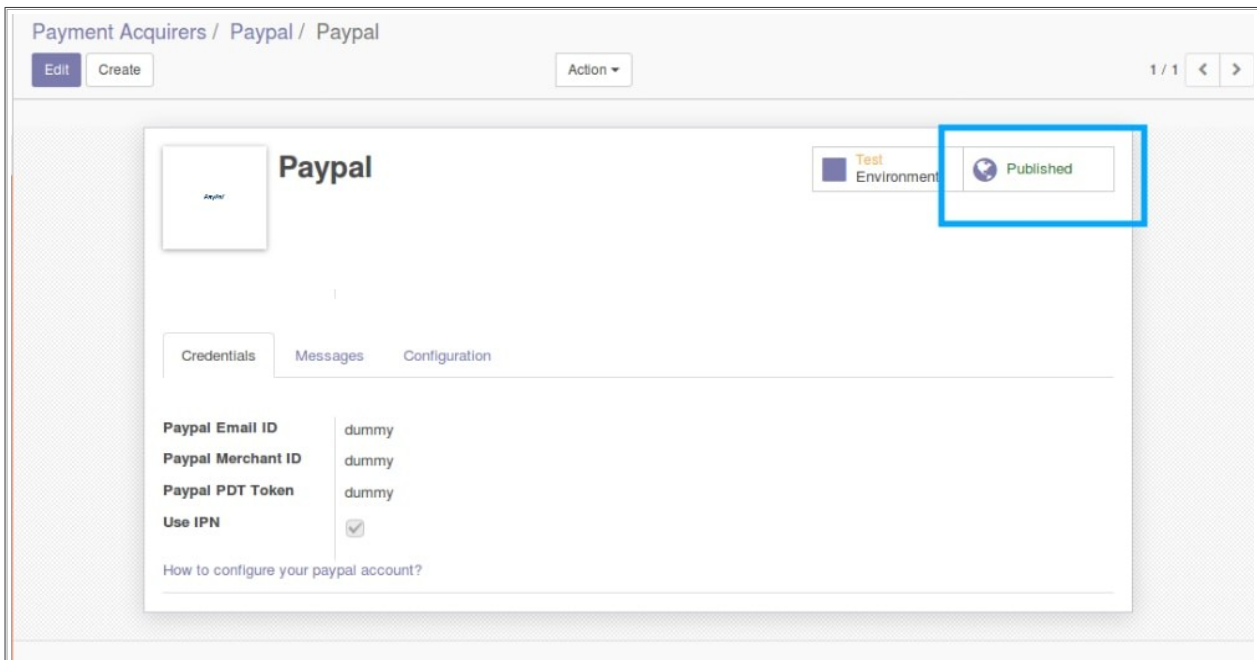 Payment Acquirers / Paypal / Paypal
Edit Create Action 1 / 1
Paypal
PayPal
Test
Environment
Published
Credentials Messages Configuration
Paypal Email ID dummy
Paypal Merchant ID dummy
Paypal PDT Token dummy
Use IPN
How to configure your paypal account?